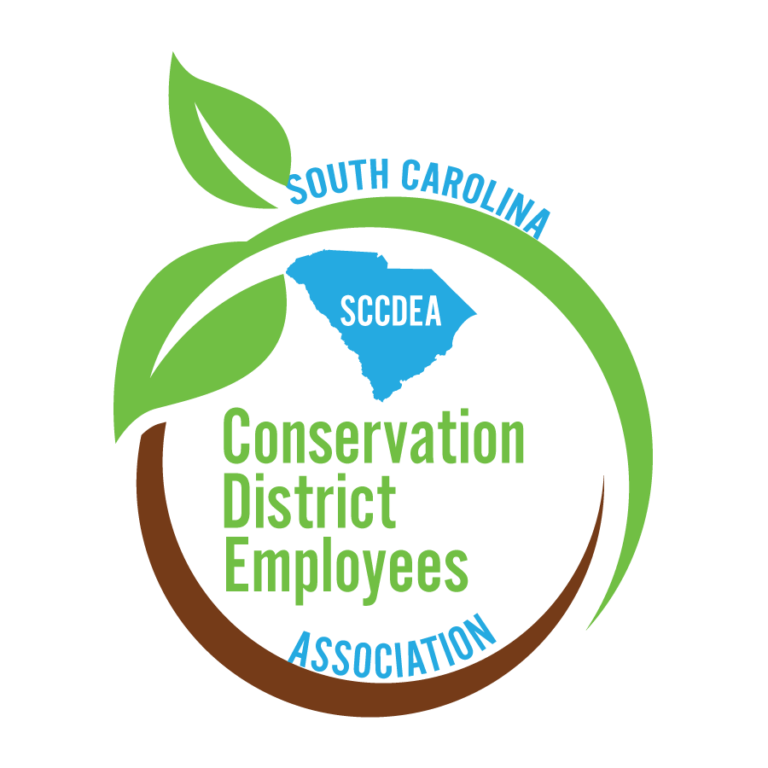 SOUTH CAROLINA
SCCDEA
Conservation
District
Employees
ASSOCIATION